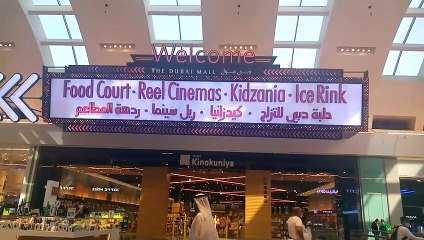 Welcome
THE DUBAI MALL دبي مول
Food Court · Reel Cinemas · Kidzania · Ice Rink
حلبة دبي للتزلج · كيدزانيا · ريل سينما · ردهة المطاعم
Kinokuniya